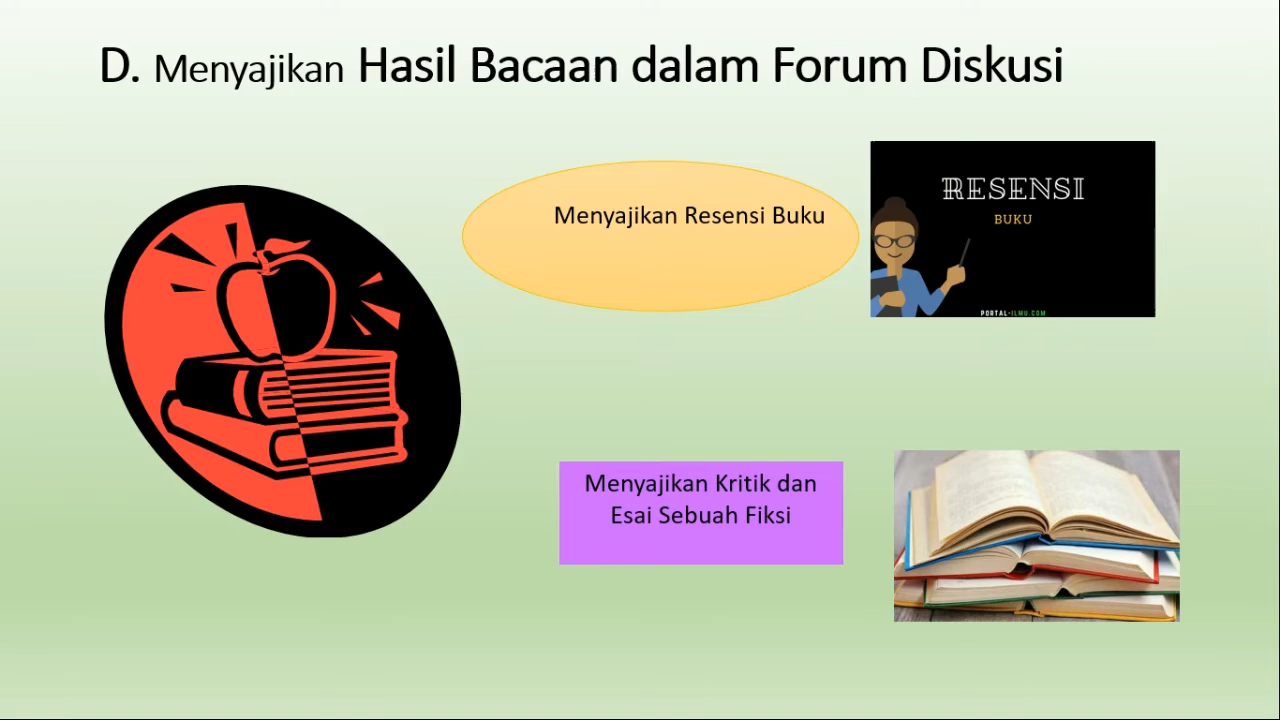 D. Menyajikan Hasil Bacaan dalam Forum Diskusi
Menyajikan Resensi Buku
RESENSI
BUKU
PORTAL-ILMU.COM
Menyajikan Kritik dan
Esai Sebuah Fiksi